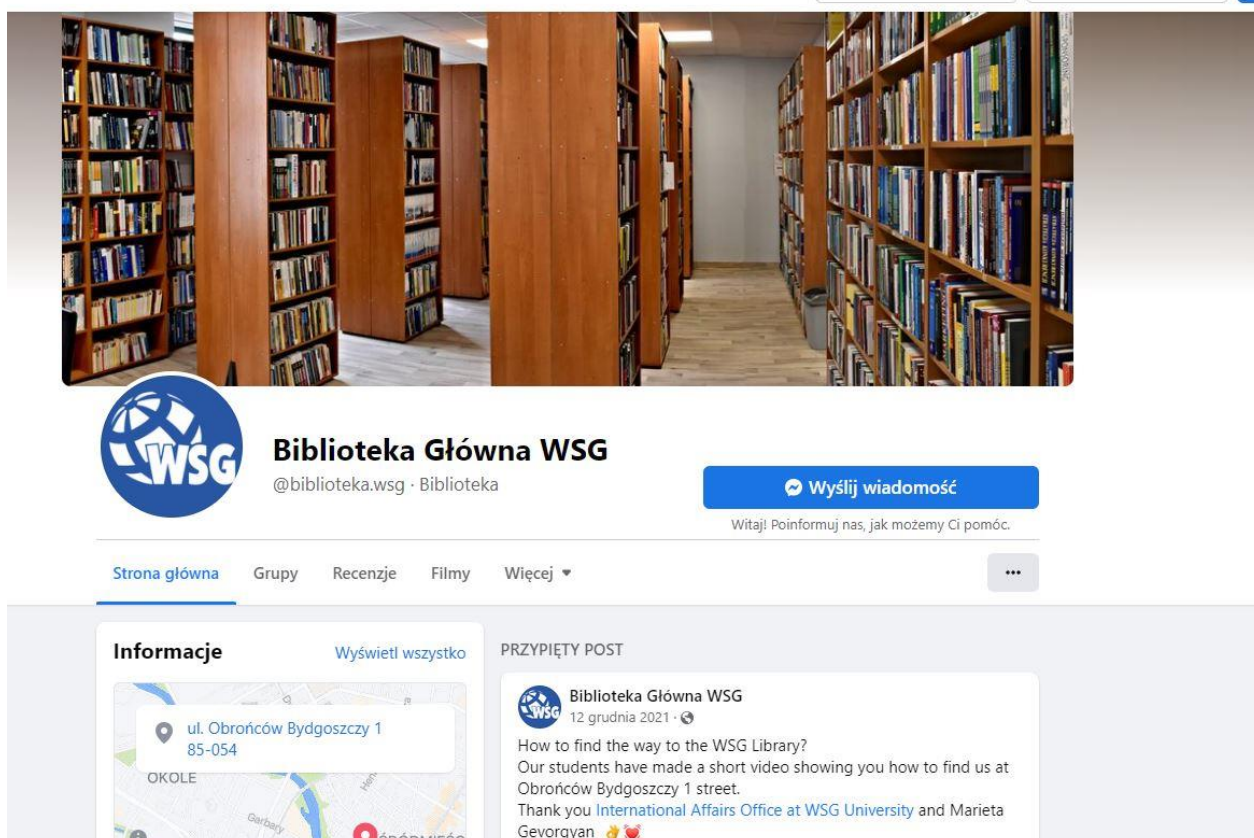 WSG
Biblioteka Główna WSG
@biblioteka.wsg · Biblioteka
Wyślij wiadomość
Witaj! Poinformuj nas, jak możemy Ci pomóc.
Strona główna
Grupy
Recenzje
Filmy
Więcej
Informacje
Wyświetl wszystko
ul. Obrońców Bydgoszczy 1
85-054
OKOLE
Garbary
PRZYPIĘTY POST
WSG
Biblioteka Główna WSG
12 grudnia 2021 ·
How to find the way to the WSG Library?
Our students have made a short video showing you how to find us at
Obrońców Bydgoszczy 1 street.
Thank you International Affairs Office at WSG University and Marieta
Gevorgyan